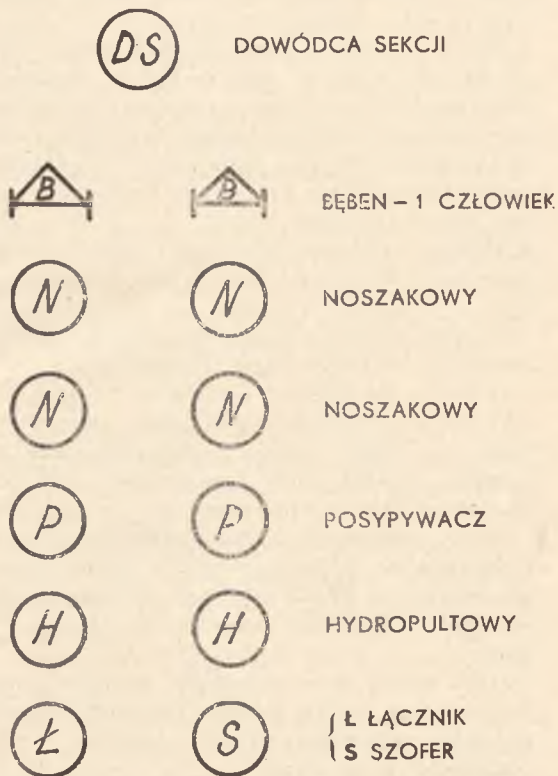 DS DOWÓDCA SEKCJI
B B BĘBEN – 1 CZŁOWIEK
N N NOSZAKOWY
N N NOSZAKOWY
P P POSYPYWACZ
H H HYDROPULTOWY
Ł S Ł ŁĄCZNIK
S SZOFER